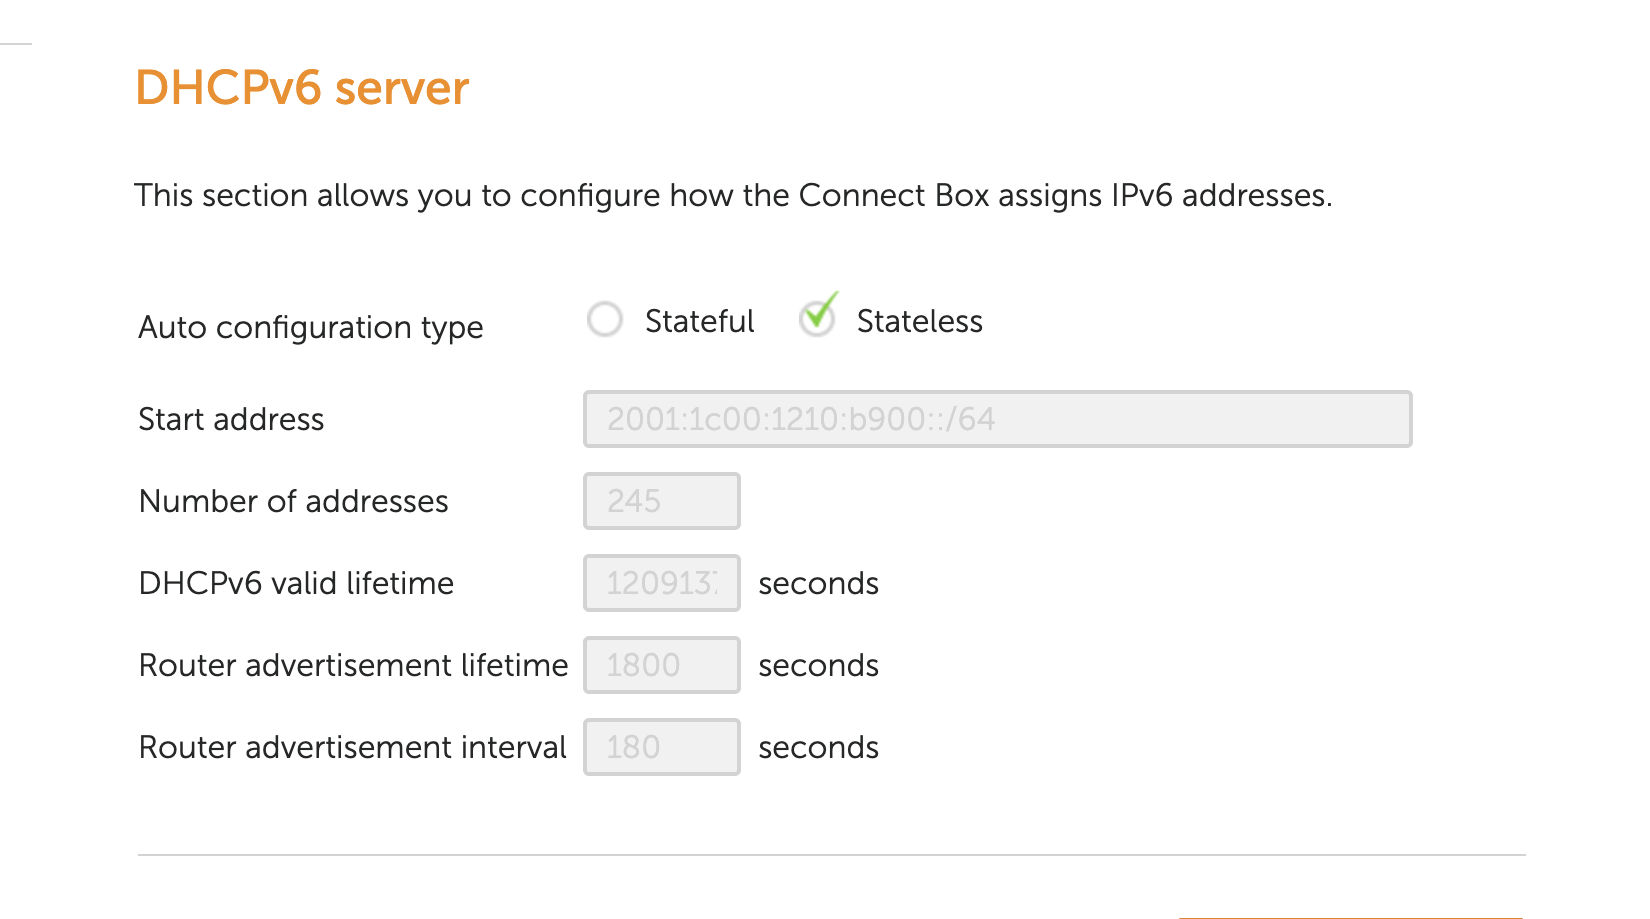 DHCPv6 server
This section allows you to configure how the Connect Box assigns IPv6 addresses.
Auto configuration type Stateful Stateless
Start address 2001:1c00:1210:b900::/64
Number of addresses 245
DHCPv6 valid lifetime seconds
Router advertisement lifetime 1800 seconds
Router advertisement interval 180 seconds